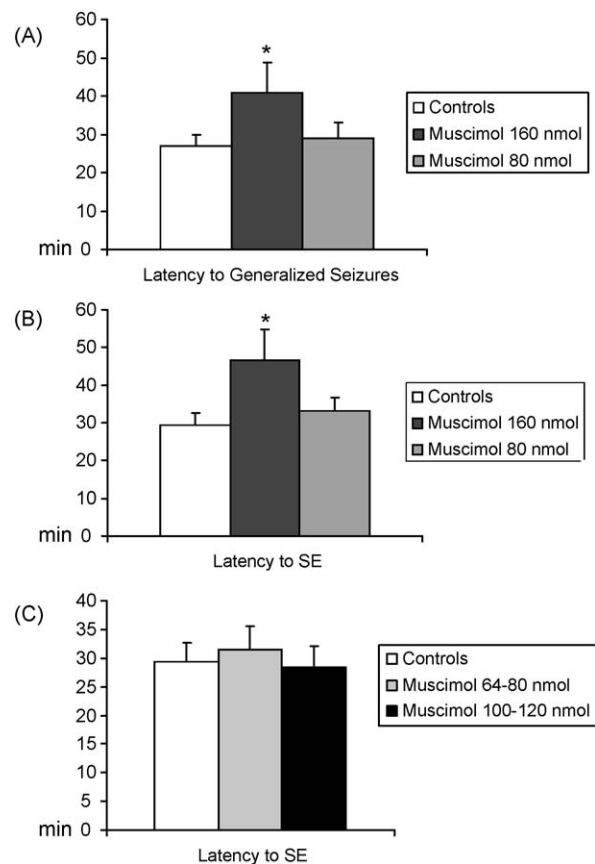 (A)
60
50
40
30
20
10
min 0
*
Latency to Generalized Seizures
Controls
Muscimol 160 nmol
Muscimol 80 nmol
(B)
60
50
40
30
20
10
min 0
*
Latency to SE
Controls
Muscimol 160 nmol
Muscimol 80 nmol
(C)
40
35
30
25
20
15
10
5
min 0
Latency to SE
Controls
Muscimol 64-80 nmol
Muscimol 100-120 nmol